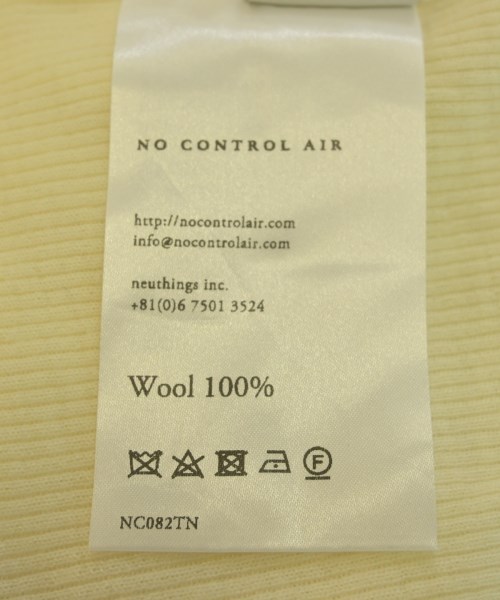 NO CONTROL AIR
http://nocontrolair.com
info@nocontrolair.com
neuthings inc.
+81(0)6 7501 3524
Wool 100%
F
NC082TN